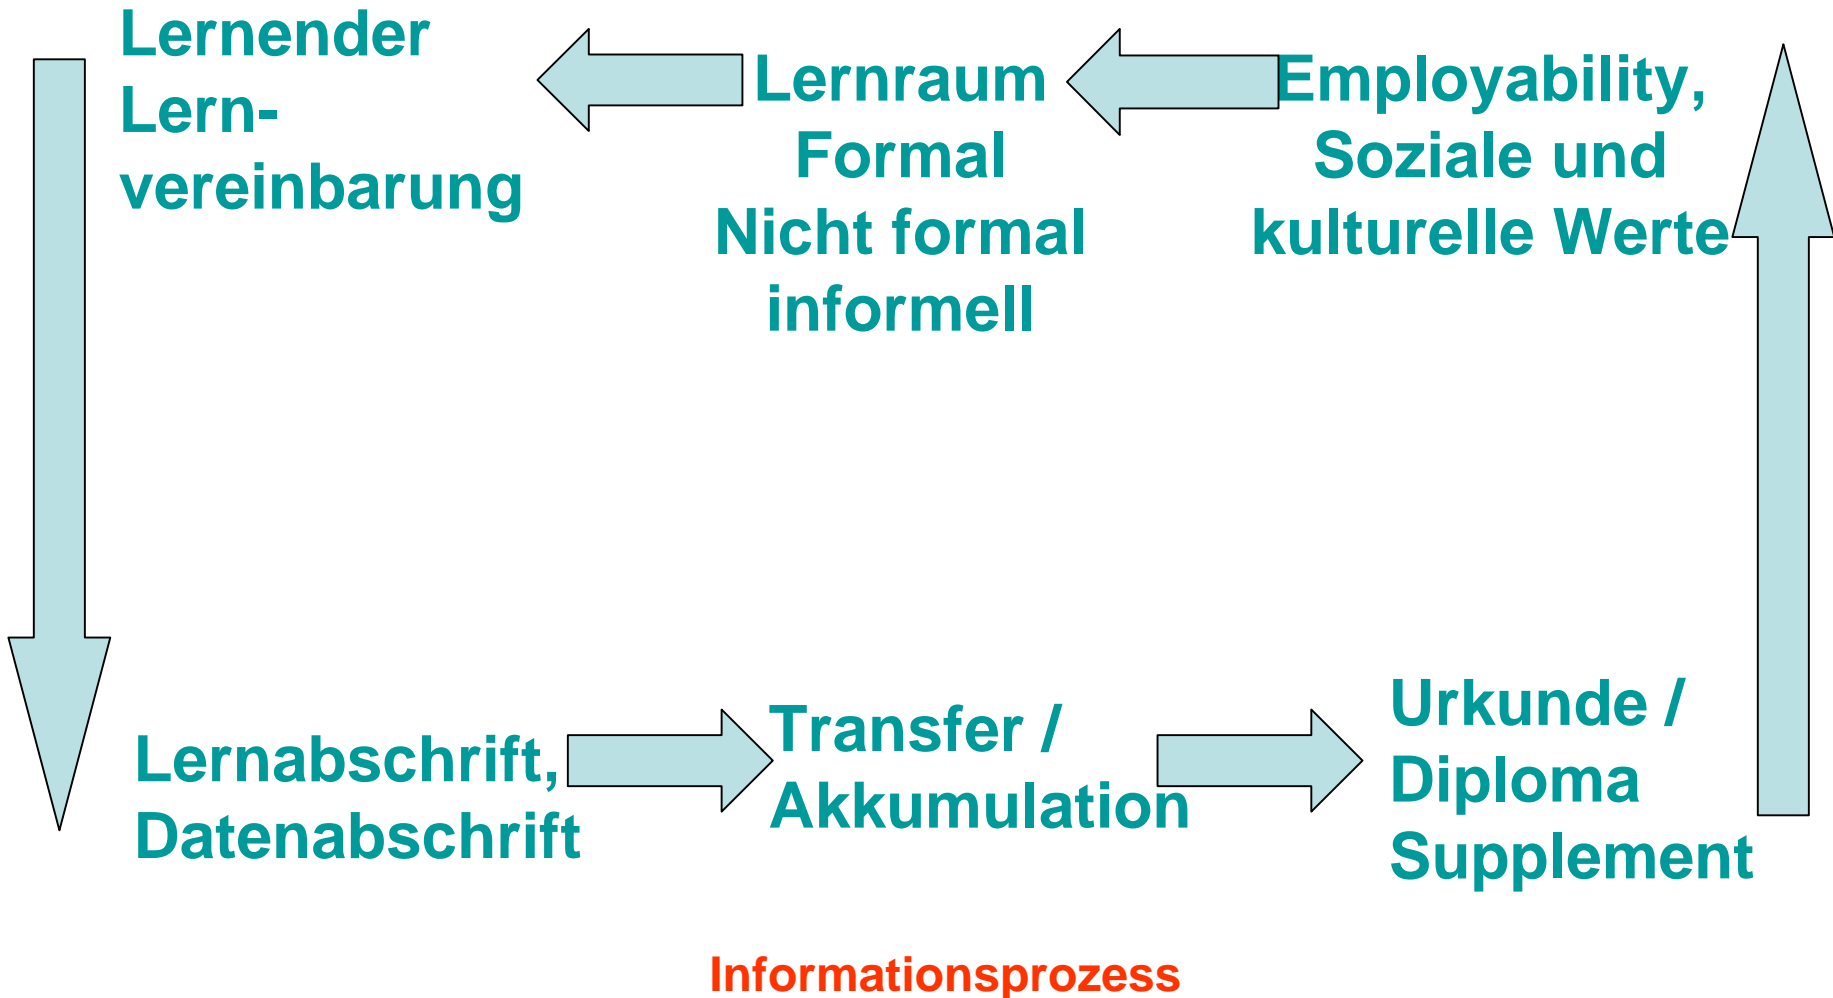 Lernender
Lern-
vereinbarung
Lernraum
Formal
Nicht formal
informell
Employability,
Soziale und
kulturelle Werte
Lernabschrift,
Datenabschrift
Transfer /
Akkumulation
Urkunde /
Diploma
Supplement
Informationsprozess